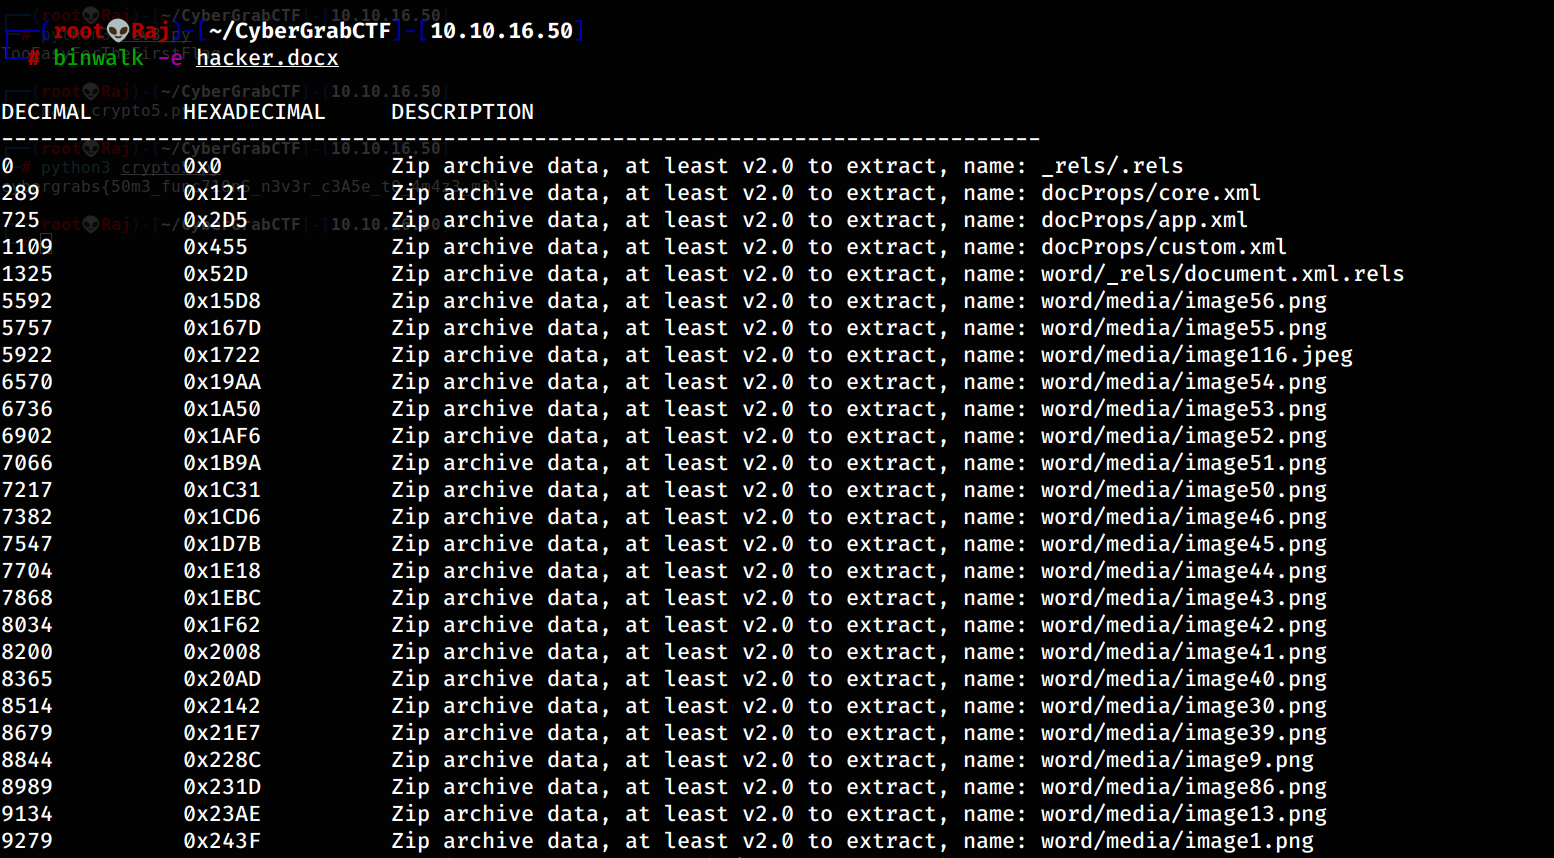 ┌──(root👽Raj)-[~/CyberGrabCTF]-[10.10.16.50]
└─# binwalk -e hacker.docx
DECIMAL HEXADECIMAL DESCRIPTION
--------------------------------------------------------------------------------
0 0x0 Zip archive data, at least v2.0 to extract, name: _rels/.rels
289 0x121 Zip archive data, at least v2.0 to extract, name: docProps/core.xml
725 0x2D5 Zip archive data, at least v2.0 to extract, name: docProps/app.xml
1109 0x455 Zip archive data, at least v2.0 to extract, name: docProps/custom.xml
1325 0x52D Zip archive data, at least v2.0 to extract, name: word/_rels/document.xml.rels
5592 0x15D8 Zip archive data, at least v2.0 to extract, name: word/media/image56.png
5757 0x167D Zip archive data, at least v2.0 to extract, name: word/media/image55.png
5922 0x1722 Zip archive data, at least v2.0 to extract, name: word/media/image116.jpeg
6570 0x19AA Zip archive data, at least v2.0 to extract, name: word/media/image54.png
6736 0x1A50 Zip archive data, at least v2.0 to extract, name: word/media/image53.png
6902 0x1AF6 Zip archive data, at least v2.0 to extract, name: word/media/image52.png
7066 0x1B9A Zip archive data, at least v2.0 to extract, name: word/media/image51.png
7217 0x1C31 Zip archive data, at least v2.0 to extract, name: word/media/image50.png
7382 0x1CD6 Zip archive data, at least v2.0 to extract, name: word/media/image46.png
7547 0x1D7B Zip archive data, at least v2.0 to extract, name: word/media/image45.png
7704 0x1E18 Zip archive data, at least v2.0 to extract, name: word/media/image44.png
7868 0x1EBC Zip archive data, at least v2.0 to extract, name: word/media/image43.png
8034 0x1F62 Zip archive data, at least v2.0 to extract, name: word/media/image42.png
8200 0x2008 Zip archive data, at least v2.0 to extract, name: word/media/image41.png
8365 0x20AD Zip archive data, at least v2.0 to extract, name: word/media/image40.png
8514 0x2142 Zip archive data, at least v2.0 to extract, name: word/media/image30.png
8679 0x21E7 Zip archive data, at least v2.0 to extract, name: word/media/image39.png
8844 0x228C Zip archive data, at least v2.0 to extract, name: word/media/image9.png
8989 0x231D Zip archive data, at least v2.0 to extract, name: word/media/image86.png
9134 0x23AE Zip archive data, at least v2.0 to extract, name: word/media/image13.png
9279 0x243F Zip archive data, at least v2.0 to extract, name: word/media/image1.png